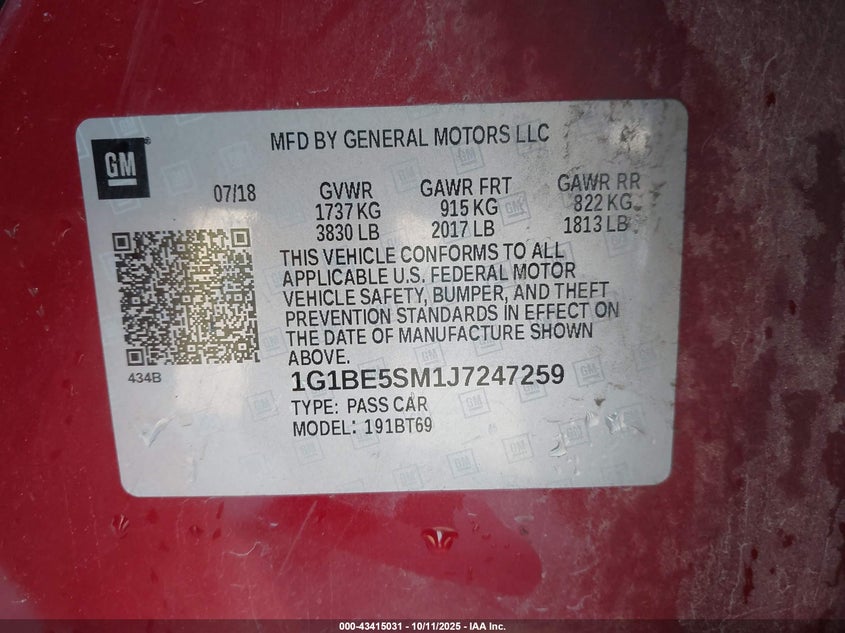 MFD BY GENERAL MOTORS LLC
GM
07/18 GVWR GAWR FRT GAWR RR
1737 KG 915 KG 822 KG
3830 LB 2017 LB 1813 LB
THIS VEHICLE CONFORMS TO ALL
APPLICABLE U.S. FEDERAL MOTOR
VEHICLE SAFETY, BUMPER, AND THEFT
PREVENTION STANDARDS IN EFFECT ON
THE DATE OF MANUFACTURE SHOWN
ABOVE.
434B
1G1BE5SM1J7247259
TYPE: PASS CAR
MODEL: 191BT69
000-43415031 - 10/11/2025 - IAA Inc.